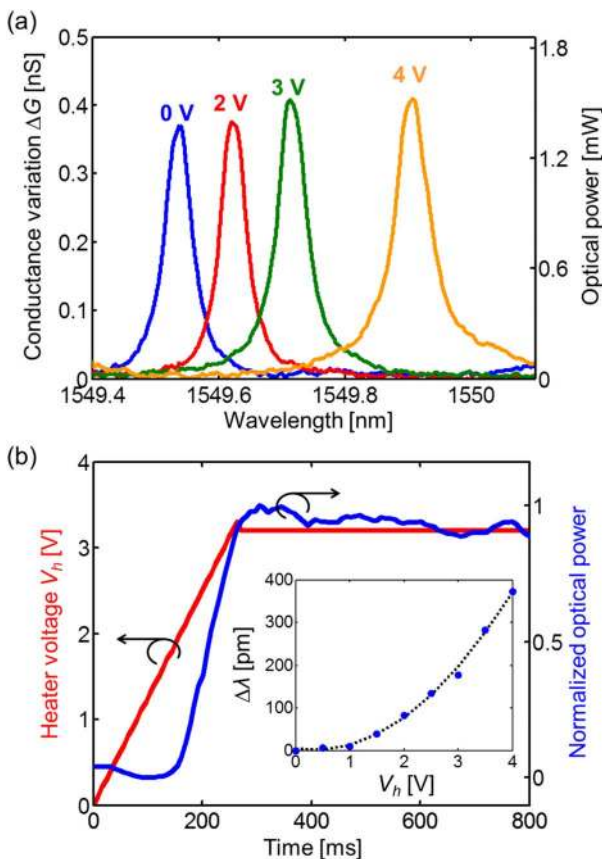 (a)
Conductance variation ΔG [nS]
0.5
0.4
0.3
0.2
0.1
0
0 V
2 V
3 V
4 V
1.8
1.2
0.6
0
Optical power [mW]
1549.4
1549.6
1549.8
1550
Wavelength [nm]
(b)
Heater voltage Vh [V]
4
3
2
1
0
1
0.5
0
Normalized optical power
400
300
200
100
0
Δλ [pm]
0
1
2
3
4
Vh [V]
0
200
400
600
800
Time [ms]